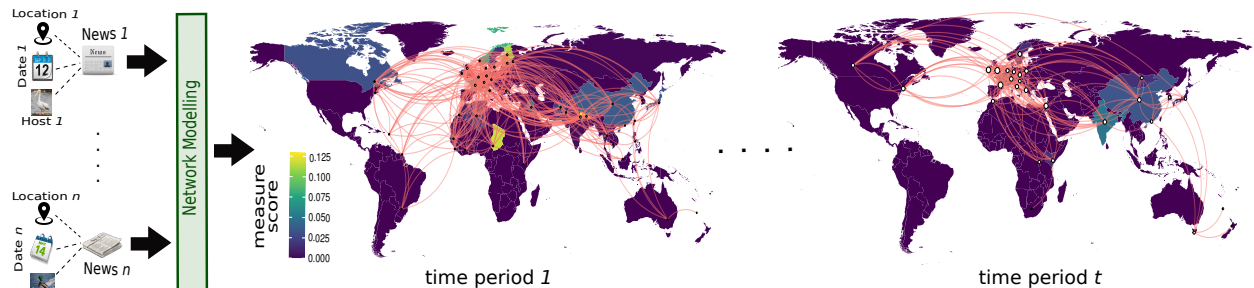 Location 1
News 1
Date 1
News
12
Host 1
Location n
Date n
14
News n
Network Modelling
measure
score
0.125
0.100
0.075
0.050
0.025
0.000
time period 1
time period t